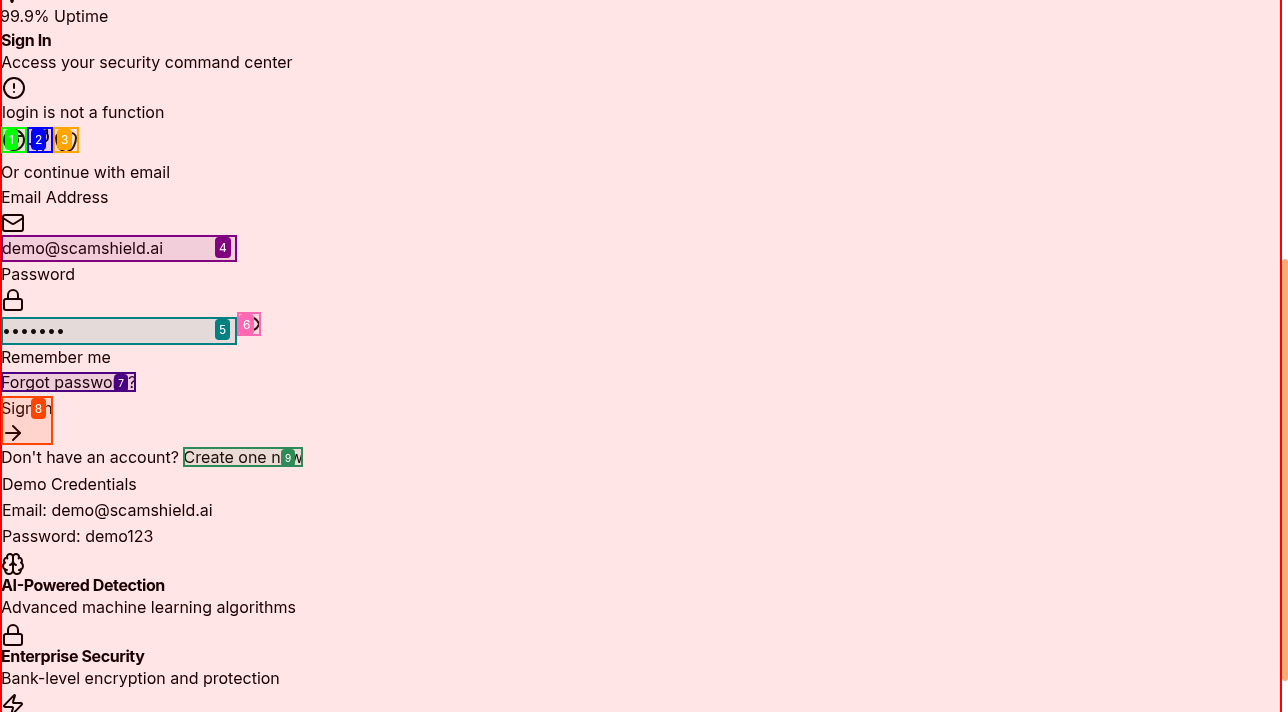 99.9% Uptime
Sign In
Access your security command center
login is not a function
1 2 3
Or continue with email
Email Address
demo@scamshield.ai 4
Password
••••••• 5 6
Remember me
Forgot 7 ?
8
Don't have an account? Create one 9
Demo Credentials
Email: demo@scamshield.ai
Password: demo123
AI-Powered Detection
Advanced machine learning algorithms
Enterprise Security
Bank-level encryption and protection